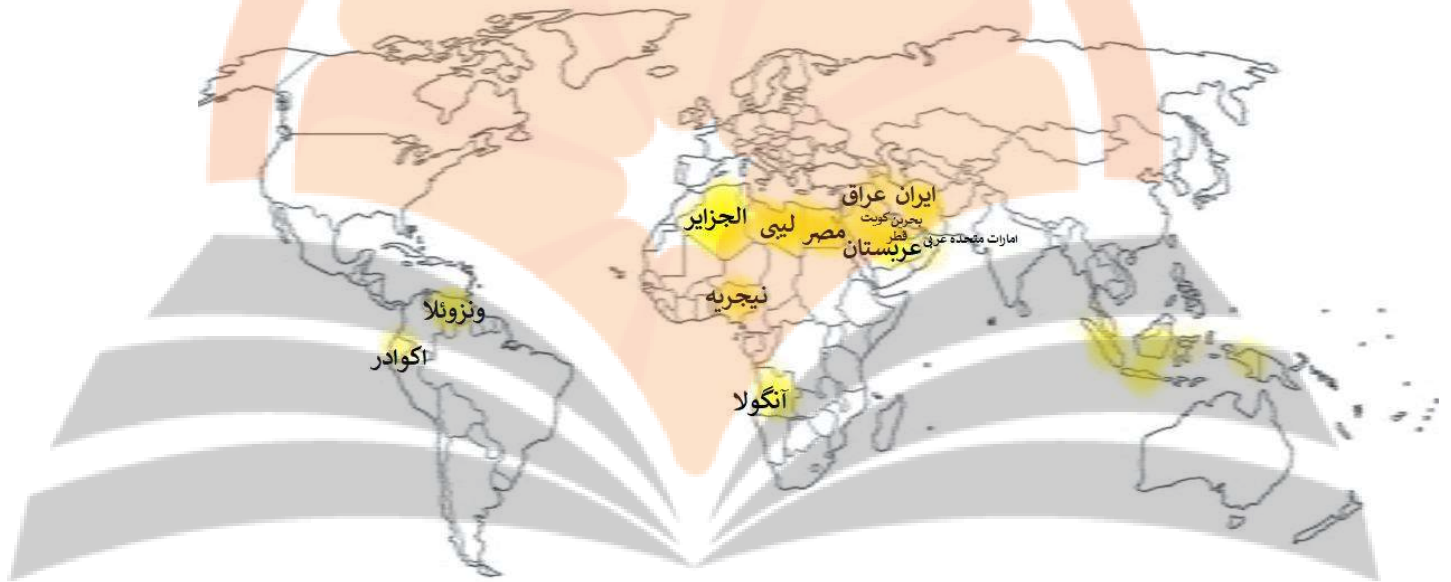 ایران عراق
بحرین کویت
الجزایر
لیبی
مصر
قطر
امارات متحده عربی
عربستان
نیجریه
ونزوئلا
اکوادر
آنگولا